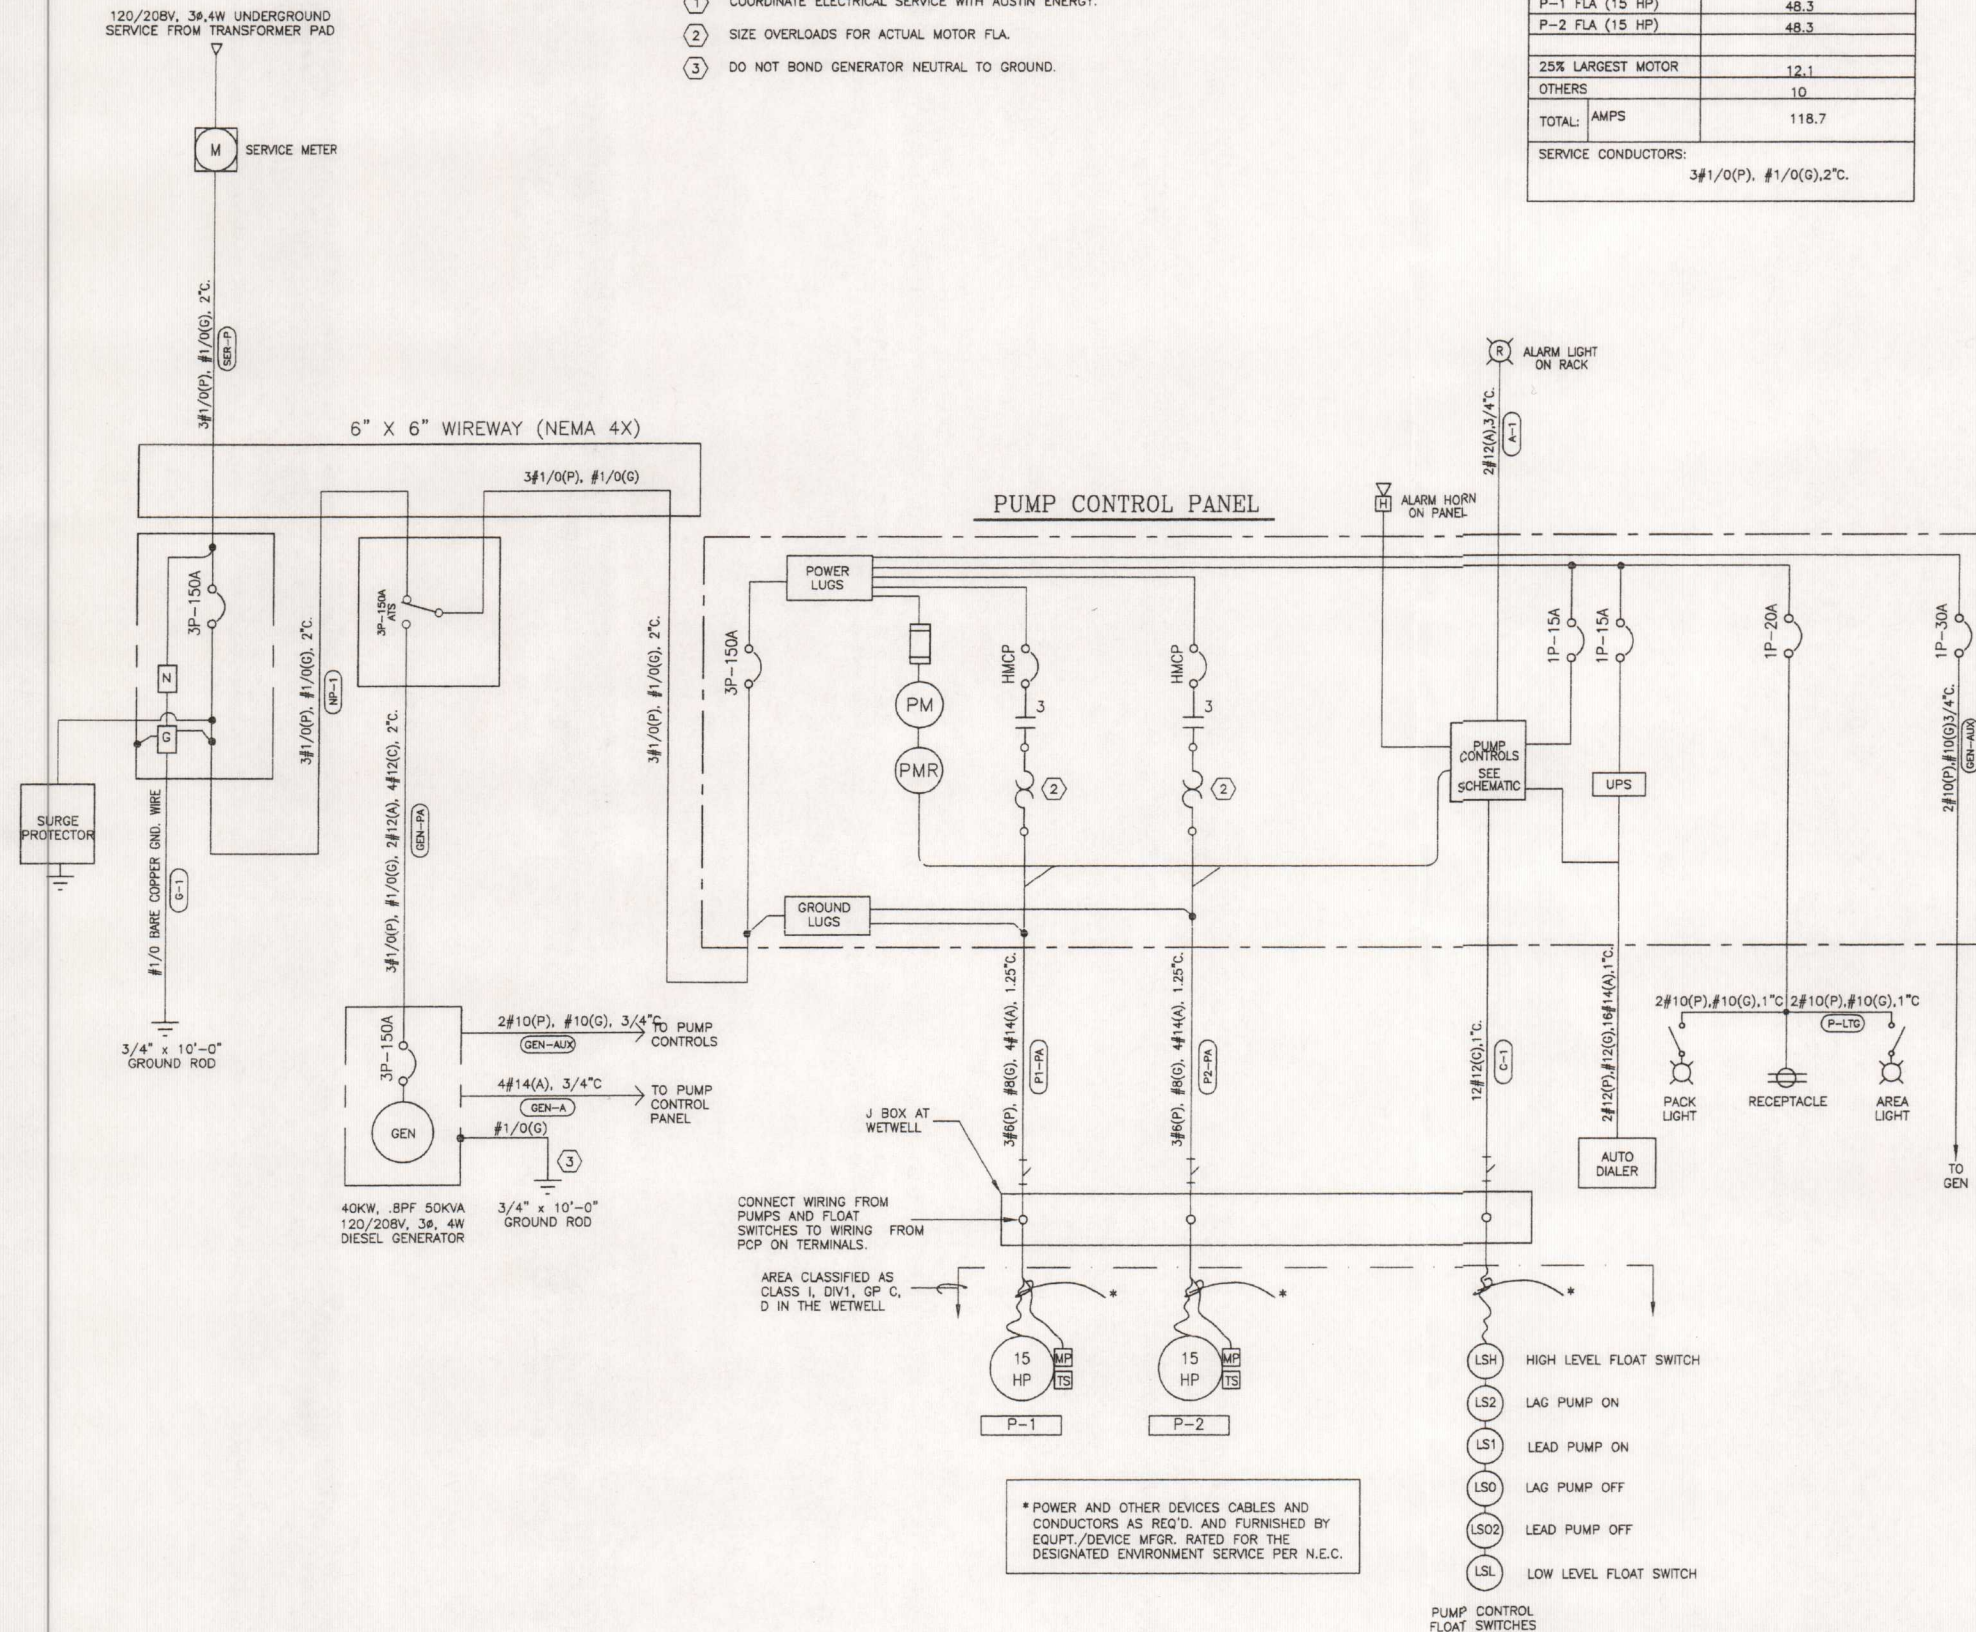 120/208V, 3ø,4W UNDERGROUND
SERVICE FROM TRANSFORMER PAD
1 COORDINATE ELECTRICAL SERVICE WITH AUSTIN ENERGY.
2 SIZE OVERLOADS FOR ACTUAL MOTOR FLA.
3 DO NOT BOND GENERATOR NEUTRAL TO GROUND.
P-1 FLA (15 HP) 48.3
P-2 FLA (15 HP) 48.3
25% LARGEST MOTOR 12.1
OTHERS 10
TOTAL: AMPS 118.7
SERVICE CONDUCTORS:
3#1/0(P), #1/0(G),2"C.
M SERVICE METER
3#1/0(P), #1/0(G), 2"C.
SER-P
6" X 6" WIREWAY (NEMA 4X)
3#1/0(P), #1/0(G)
3P-150A
N
G
SURGE
PROTECTOR
#1/0 BARE COPPER GND. WIRE
G-1
3/4" x 10'-0"
GROUND ROD
3#1/0(P), #1/0(G), 2"C.
NP-1
3P-150A
ATS
3#1/0(P), #1/0(G), 2#12(A), 4#12(C), 2"C.
GEN-PA
3#1/0(P), #1/0(G), 2"C.
3P-150A
GEN
40KW, .8PF 50KVA
120/208V, 3ø, 4W
DIESEL GENERATOR
2#10(P), #10(G), 3/4"C
GEN-AUX
TO PUMP
CONTROLS
4#14(A), 3/4"C
GEN-A
TO PUMP
CONTROL
PANEL
#1/0(G)
3
3/4" x 10'-0"
GROUND ROD
PUMP CONTROL PANEL
R
ALARM LIGHT
ON RACK
2#12(A),3/4"C.
A-1
H
ALARM HORN
ON PANEL
POWER
LUGS
3P-150A
PM
PMR
HMCP
3
2
HMCP
3
2
GROUND
LUGS
PUMP
CONTROLS
SEE
SCHEMATIC
1P-15A
1P-15A
UPS
1P-20A
1P-30A
2#10(P),#10(G)3/4"C.
GEN-AUX
TO
GEN
3#6(P), #8(G), 4#14(A), 1.25"C.
P1-PA
3#6(P), #8(G), 4#14(A), 1.25"C.
P2-PA
12#12(C),1"C.
C-1
2#12(P),#12(G),16#14(A),1"C.
AUTO
DIALER
2#10(P),#10(G),1"C 2#10(P),#10(G),1"C
P-LTG
PACK
LIGHT
RECEPTACLE
AREA
LIGHT
J BOX AT
WETWELL
CONNECT WIRING FROM
PUMPS AND FLOAT
SWITCHES TO WIRING FROM
PCP ON TERMINALS.
AREA CLASSIFIED AS
CLASS I, DIV1, GP C,
D IN THE WETWELL
*
*
*
15
HP
MP
TS
P-1
15
HP
MP
TS
P-2
LSH HIGH LEVEL FLOAT SWITCH
LS2 LAG PUMP ON
LS1 LEAD PUMP ON
LSO LAG PUMP OFF
LSO2 LEAD PUMP OFF
LSL LOW LEVEL FLOAT SWITCH
PUMP CONTROL
FLOAT SWITCHES
* POWER AND OTHER DEVICES CABLES AND
CONDUCTORS AS REQ'D. AND FURNISHED BY
EQUPT./DEVICE MFGR. RATED FOR THE
DESIGNATED ENVIRONMENT SERVICE PER N.E.C.